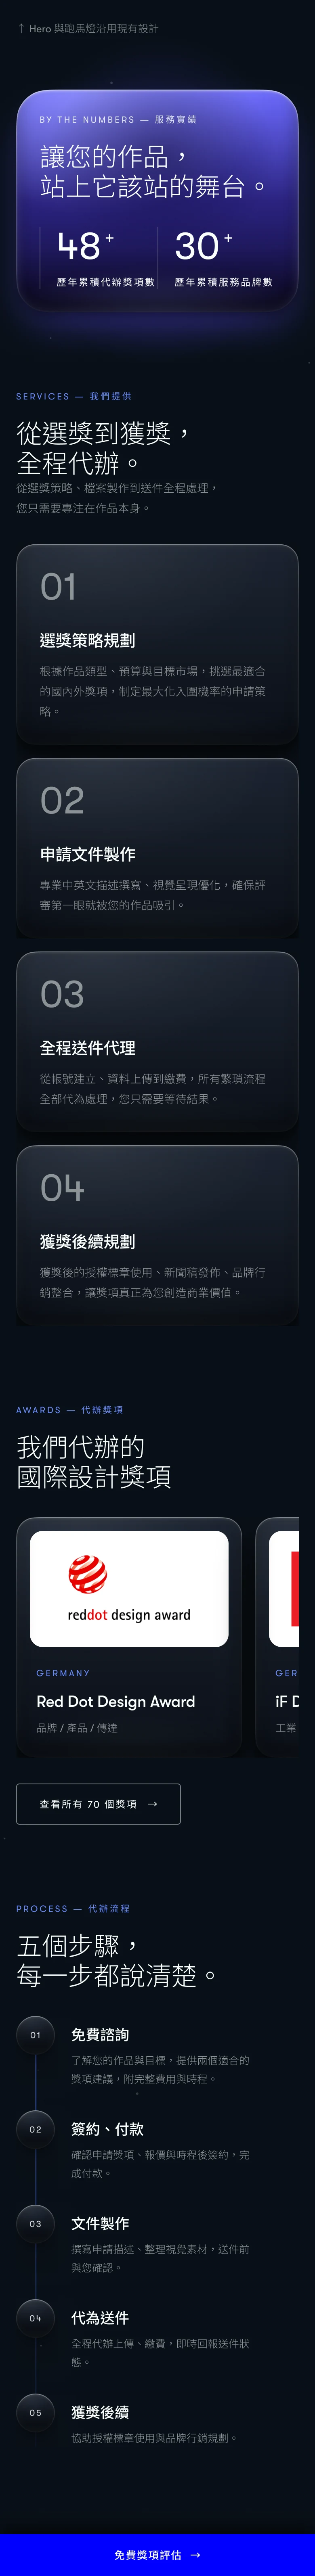 ↑ Hero 與跑馬燈沿用現有設計
BY THE NUMBERS — 服務實績
讓您的作品，
站上它該站的舞台。
48+
30+
歷年累積代辦獎項數
歷年累積服務品牌數
SERVICES — 我們提供
從選獎到獲獎，
全程代辦。
從選獎策略、檔案製作到送件全程處理，
您只需要專注在作品本身。
01
選獎策略規劃
根據作品類型、預算與目標市場，挑選最適合
的國內外獎項，制定最大化入圍機率的申請策
略。
02
申請文件製作
專業中英文描述撰寫、視覺呈現優化，確保評
審第一眼就被您的作品吸引。
03
全程送件代理
從帳號建立、資料上傳到繳費，所有繁瑣流程
全部代為處理，您只需要等待結果。
04
獲獎後續規劃
獲獎後的授權標章使用、新聞稿發佈、品牌行
銷整合，讓獎項真正為您創造商業價值。
AWARDS — 代辦獎項
我們代辦的
國際設計獎項
reddot design award
GERMANY
Red Dot Design Award
品牌 / 產品 / 傳達
GER
iF D
工業
查看所有 70 個獎項 →
PROCESS — 代辦流程
五個步驟，
每一步都說清楚。
01
免費諮詢
了解您的作品與目標，提供兩個適合的
獎項建議，附完整費用與時程。
02
簽約、付款
確認申請獎項、報價與時程後簽約，完
成付款。
03
文件製作
撰寫申請描述、整理視覺素材，送件前
與您確認。
04
代為送件
全程代辦上傳、繳費，即時回報送件狀
態。
05
獲獎後續
協助授權標章使用與品牌行銷規劃。
免費獎項評估 →